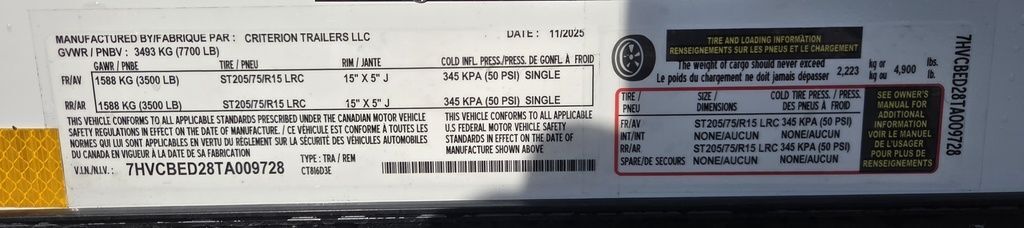 MANUFACTURED BY/FABRIQUE PAR : CRITERION TRAILERS LLC DATE : 11/2025
GVWR / PNBV : 3493 KG (7700 LB)
GAWR / PNBE TIRE / PNEU RIM / JANTE COLD INFL. PRESS/PRESS. DE GONFL À FROID
FR/AV 1588 KG (3500 LB) ST205/75/R15 LRC 15" X 5" J 345 KPA (50 PSI) SINGLE
RR/AR 1588 KG (3500 LB) ST205/75/R15 LRC 15" X 5" J 345 KPA (50 PSI) SINGLE
THIS VEHICLE CONFORMS TO ALL APPLICABLE STANDARDS PRESCRIBED UNDER THE CANADIAN MOTOR VEHICLE
SAFETY REGULATIONS IN EFFECT ON THE DATE OF MANUFACTURE. / CE VÉHICULE EST CONFORME À TOUTES LES
NORMES QUI LUI SONT APPLICABLES EN VERTU DU RÈGLEMENT SUR LA SÉCURITÉ DES VÉHICULES AUTOMOBILES
DU CANADA EN VIGUEUR À LA DATE DE SA FABRICATION
THIS VEHICLE CONFORMS TO ALL APPLICABLE
U.S FEDERAL MOTOR VEHICLE SAFETY
STANDARDS IN EFFECT ON THE DATE OF
MANUFACTURE SHOWN ABOVE
V.I.N./N.I.V. : 7HVCBED28TA009728
TYPE : TRA / REM
CT8I6D3E
TIRE AND LOADING INFORMATION
RENSEIGNEMENTS SUR LES PNEUS ET LE CHARGEMENT
The weight of cargo should never exceed
Le poids du chargement ne doit jamais dépasser 2,223 kg or kg ou 4,900 lbs. lb.
TIRE / PNEU SIZE / DIMENSIONS COLD TIRE PRESS. / PRESS. DES PNEUS À FROID
FR/AV ST205/75/R15 LRC 345 KPA (50 PSI)
INT/INT NONE/AUCUN NONE/AUCUN
RR/AR ST205/75/R15 LRC 345 KPA (50 PSI)
SPARE/DE SECOURS NONE/AUCUN NONE/AUCUN
SEE OWNER'S
MANUAL FOR
ADDITIONAL
INFORMATION
VOIR LE MANUEL
DE L'USAGER
POUR PLUS DE
RENSEIGNEMENTS
7HVCBED28TA009728